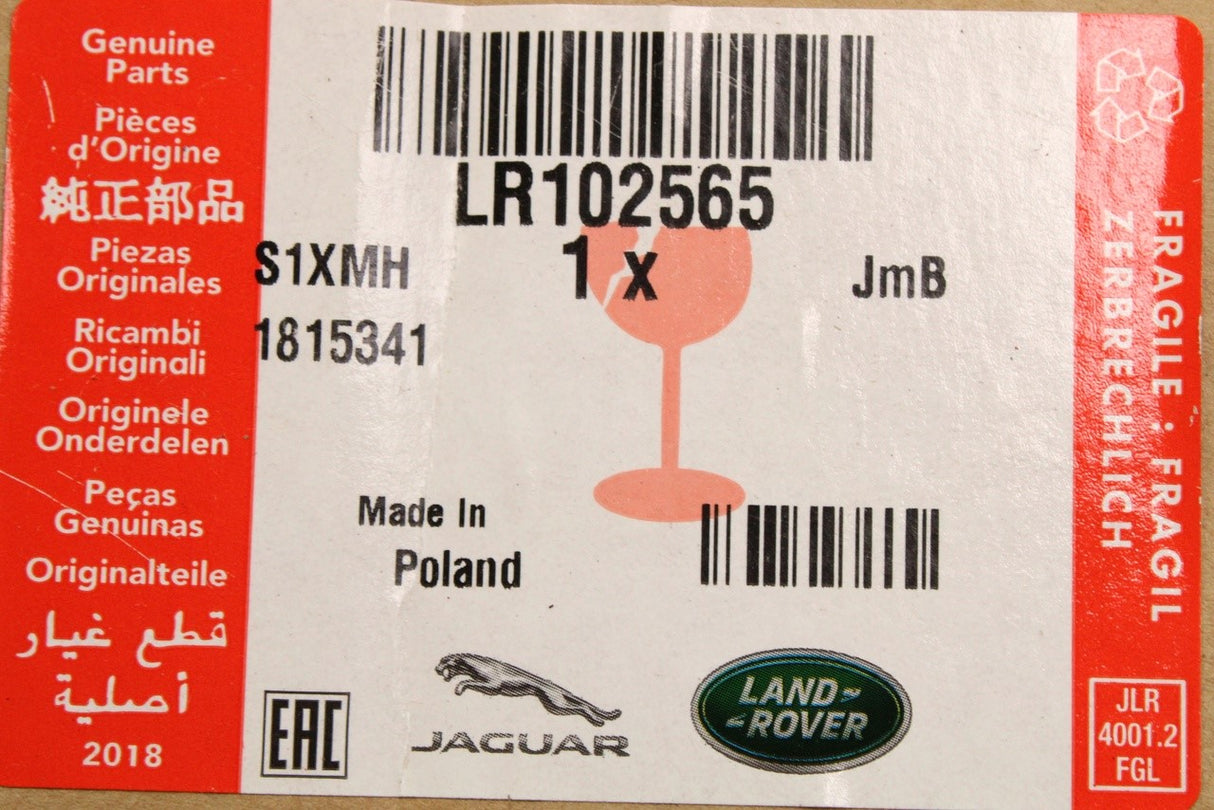 Genuine
Parts
Pièces
d'Origine
純正部品
Piezas
Originales
Ricambi
Originali
Originele
Onderdelen
Peças
Genuinas
Originalteile
قطع غيار
أصلية
2018
LR102565
S1XMH
1 x
JmB
1815341
Made In
Poland
EAC
JAGUAR
LAND
ROVER
FRAGILE : FRAGIL
ZERBRECHLICH
JLR
4001.2
FGL